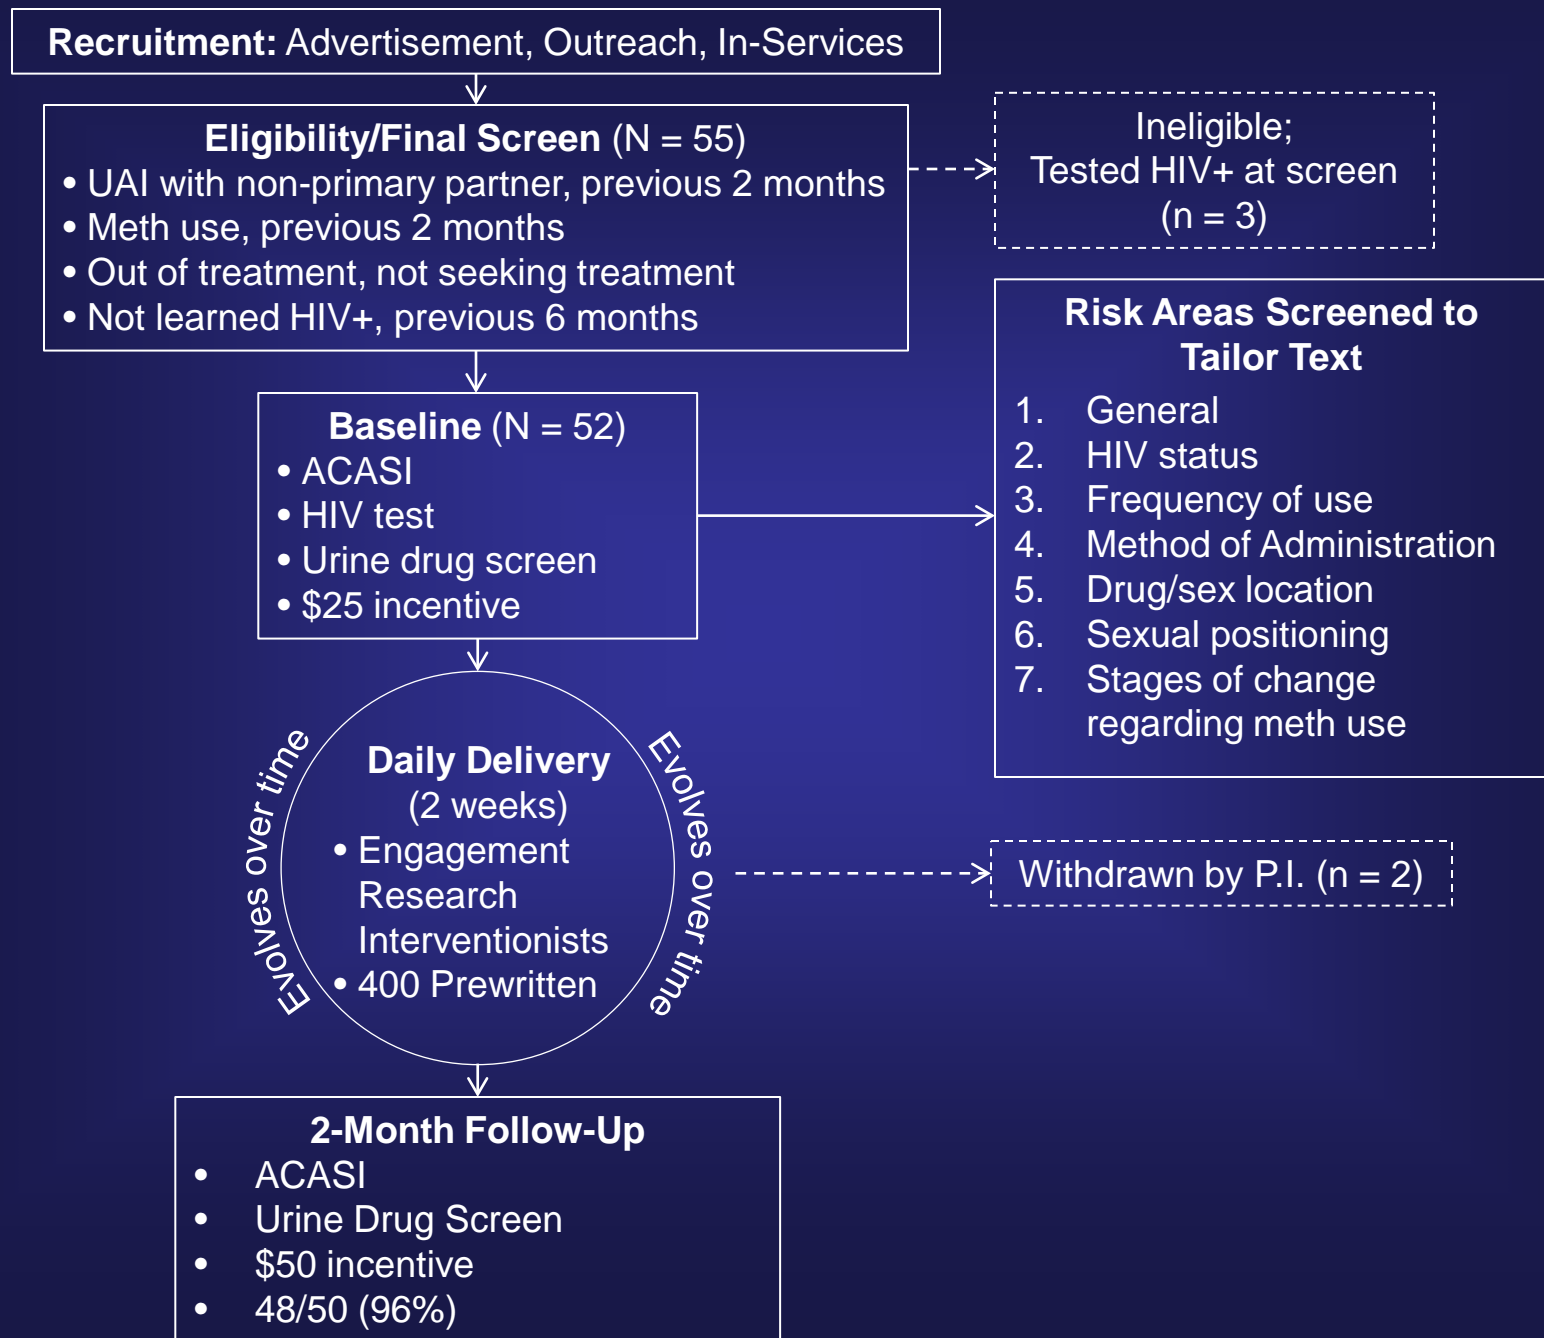 Recruitment: Advertisement, Outreach, In-Services
Eligibility/Final Screen (N = 55)
• UAI with non-primary partner, previous 2 months
• Meth use, previous 2 months
• Out of treatment, not seeking treatment
• Not learned HIV+, previous 6 months
Ineligible;
Tested HIV+ at screen
(n = 3)
Baseline (N = 52)
• ACASI
• HIV test
• Urine drug screen
• $25 incentive
Risk Areas Screened to
Tailor Text
1. General
2. HIV status
3. Frequency of use
4. Method of Administration
5. Drug/sex location
6. Sexual positioning
7. Stages of change
regarding meth use
Evolves over time
Daily Delivery
(2 weeks)
• Engagement
Research
Interventionists
• 400 Prewritten
Evolves over time
Withdrawn by P.I. (n = 2)
2-Month Follow-Up
• ACASI
• Urine Drug Screen
• $50 incentive
• 48/50 (96%)